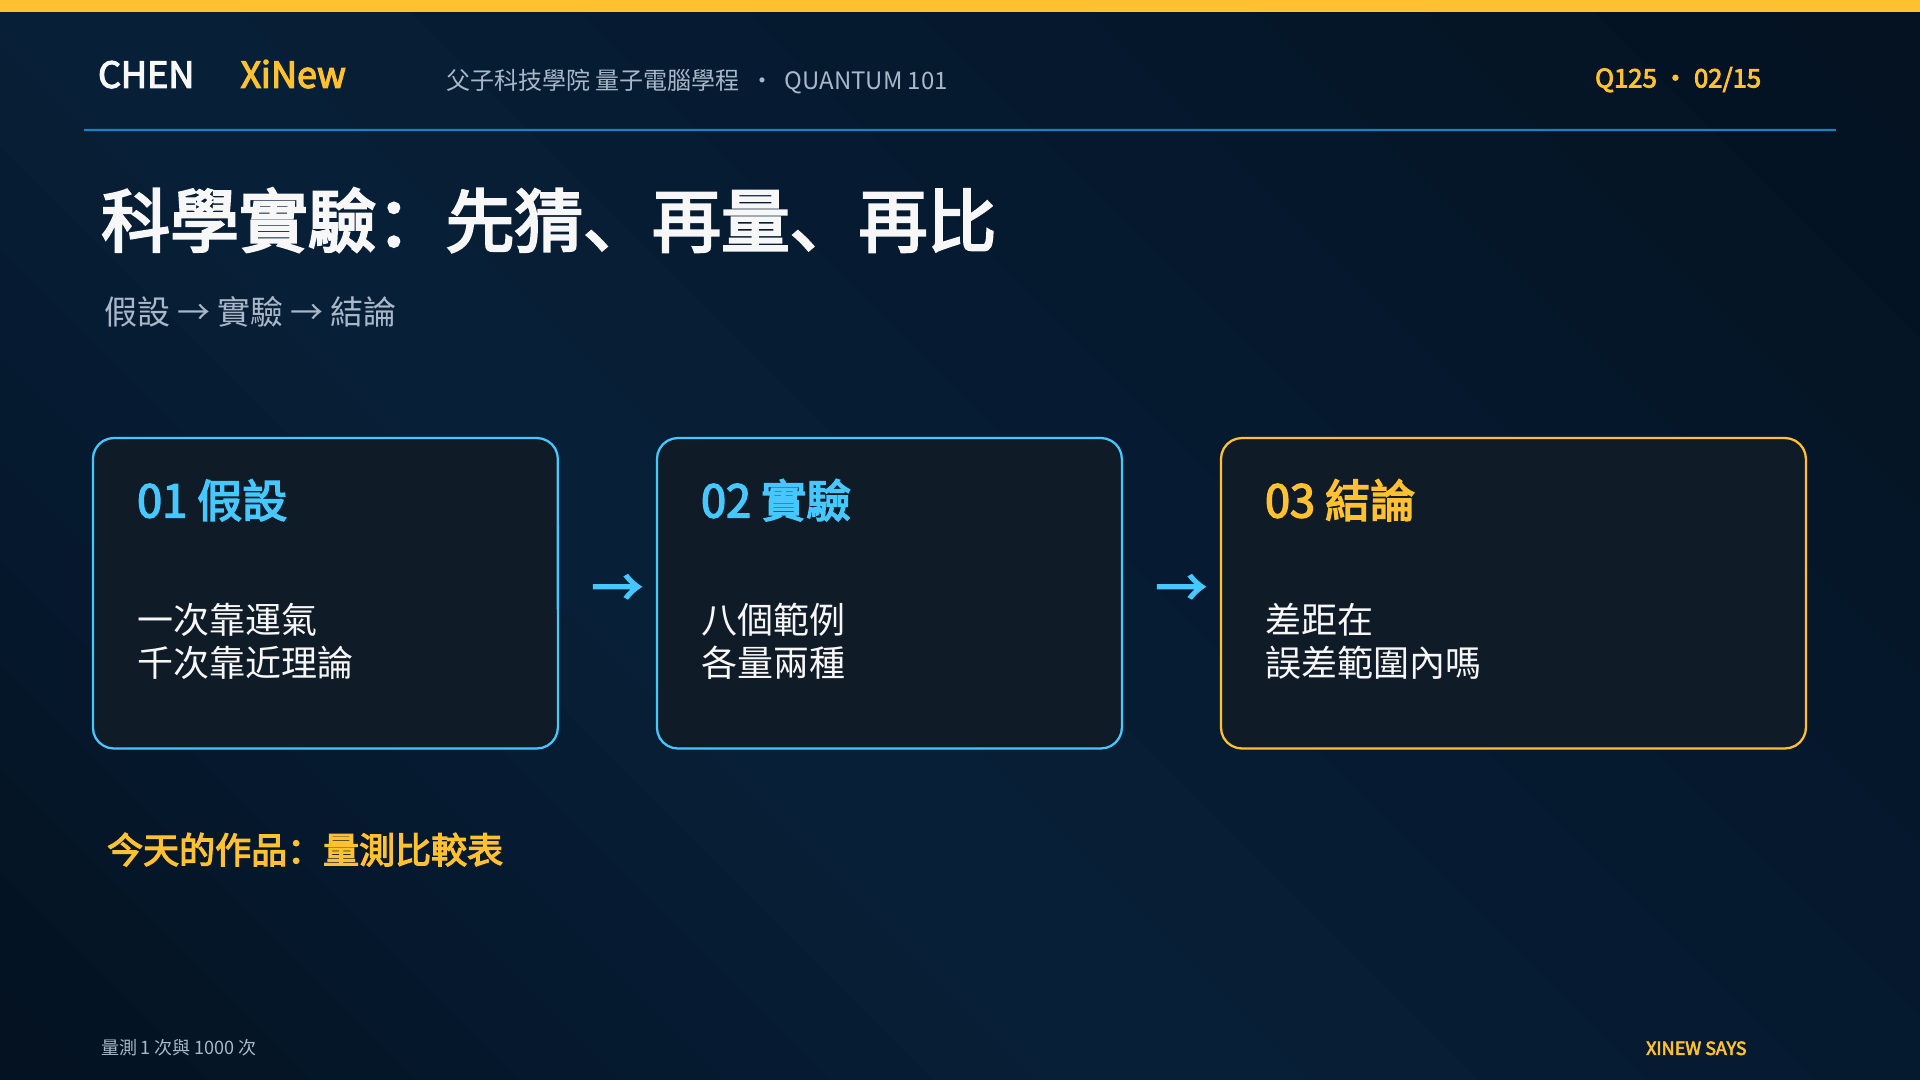 CHEN XiNew 父子科技學院 量子電腦學程 • QUANTUM 101 Q125 • 02/15
科學實驗：先猜、再量、再比
假設 → 實驗 → 結論
01 假設
一次靠運氣
千次靠近理論
→
02 實驗
八個範例
各量兩種
→
03 結論
差距在
誤差範圍內嗎
今天的作品：量測比較表
量測 1 次與 1000 次
XINEW SAYS